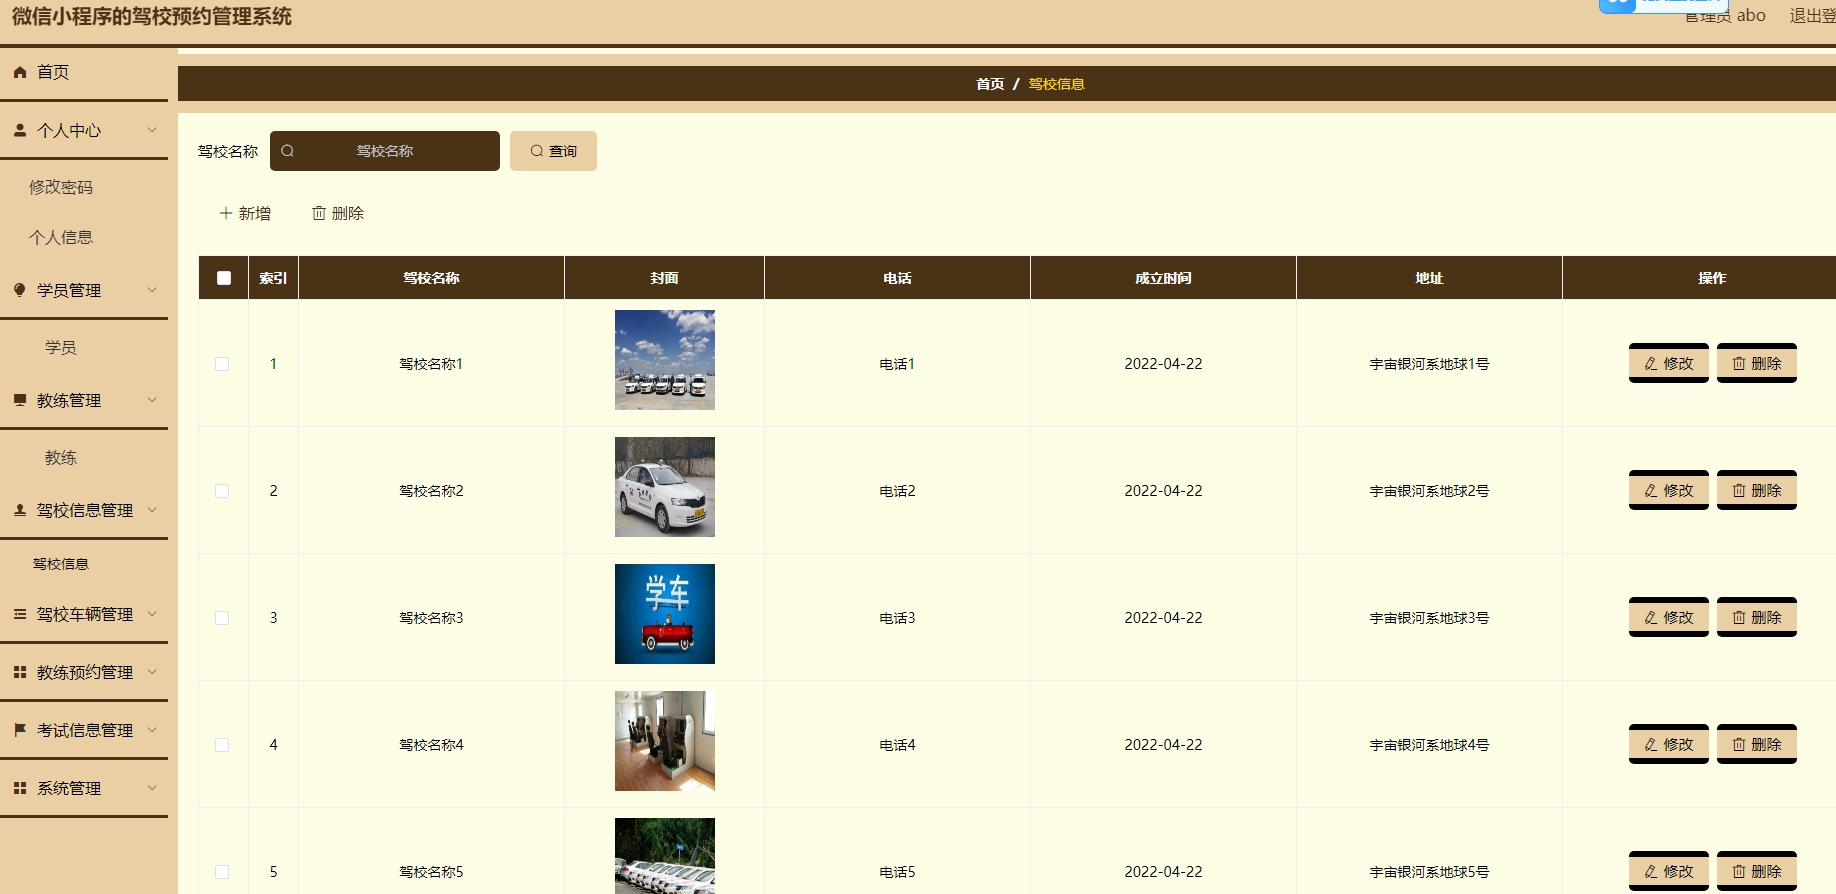 微信小程序的驾校预约管理系统
管理员 abo 退出登
首页
个人中心
修改密码
个人信息
学员管理
学员
教练管理
教练
驾校信息管理
驾校信息
驾校车辆管理
教练预约管理
考试信息管理
系统管理
首页 / 驾校信息
驾校名称 驾校名称 查询
新增 删除
索引 驾校名称 封面 电话 成立时间 地址 操作
1 驾校名称1 电话1 2022-04-22 宇宙银河系地球1号 修改 删除
2 驾校名称2 电话2 2022-04-22 宇宙银河系地球2号 修改 删除
学车
3 驾校名称3 电话3 2022-04-22 宇宙银河系地球3号 修改 删除
4 驾校名称4 电话4 2022-04-22 宇宙银河系地球4号 修改 删除
5 驾校名称5 电话5 2022-04-22 宇宙银河系地球5号 修改 删除